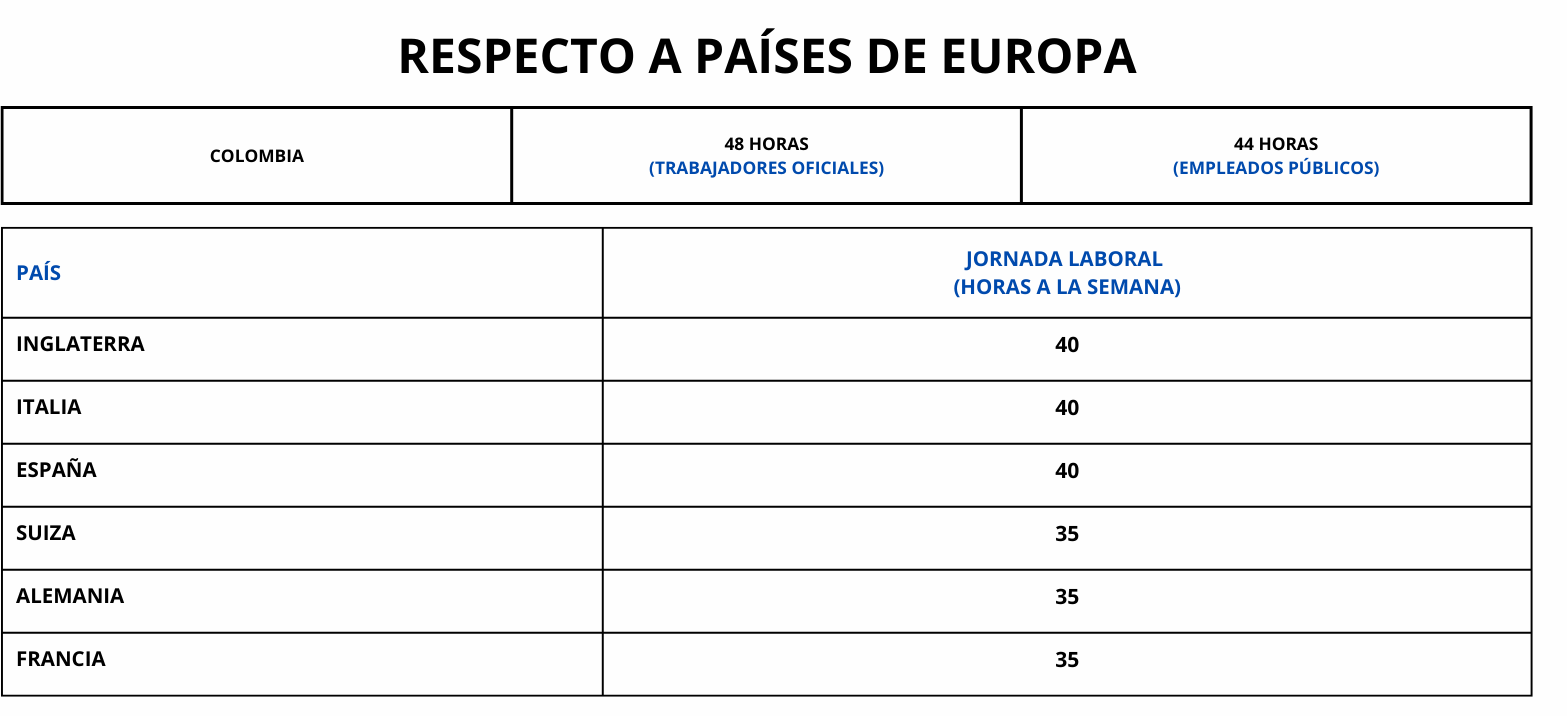 RESPECTO A PAÍSES DE EUROPA
COLOMBIA
48 HORAS
(TRABAJADORES OFICIALES)
44 HORAS
(EMPLEADOS PÚBLICOS)
PAÍS
JORNADA LABORAL
(HORAS A LA SEMANA)
INGLATERRA 40
ITALIA 40
ESPAÑA 40
SUIZA 35
ALEMANIA 35
FRANCIA 35